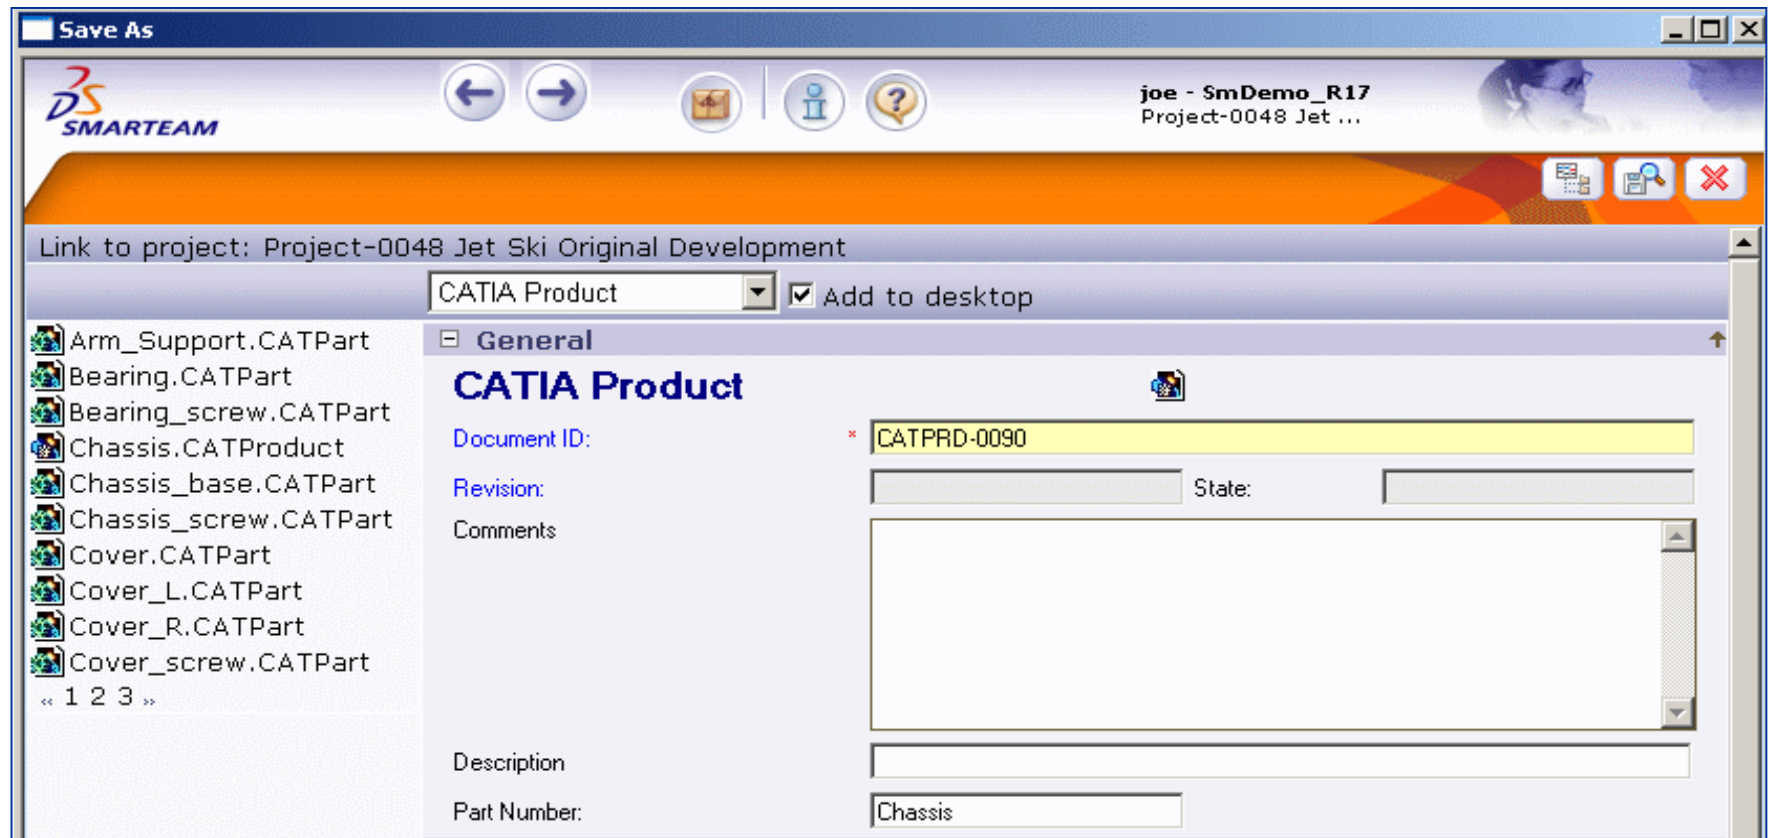 Save As
DS SMARTEAM
joe - SmDemo_R17
Project-0048 Jet ...
Link to project: Project-0048 Jet Ski Original Development
CATIA Product
Add to desktop
Arm_Support.CATPart
Bearing.CATPart
Bearing_screw.CATPart
Chassis.CATProduct
Chassis_base.CATPart
Chassis_screw.CATPart
Cover.CATPart
Cover_L.CATPart
Cover_R.CATPart
Cover_screw.CATPart
« 1 2 3 »
General
CATIA Product
Document ID: * CATPRD-0090
Revision: State:
Comments
Description
Part Number: Chassis